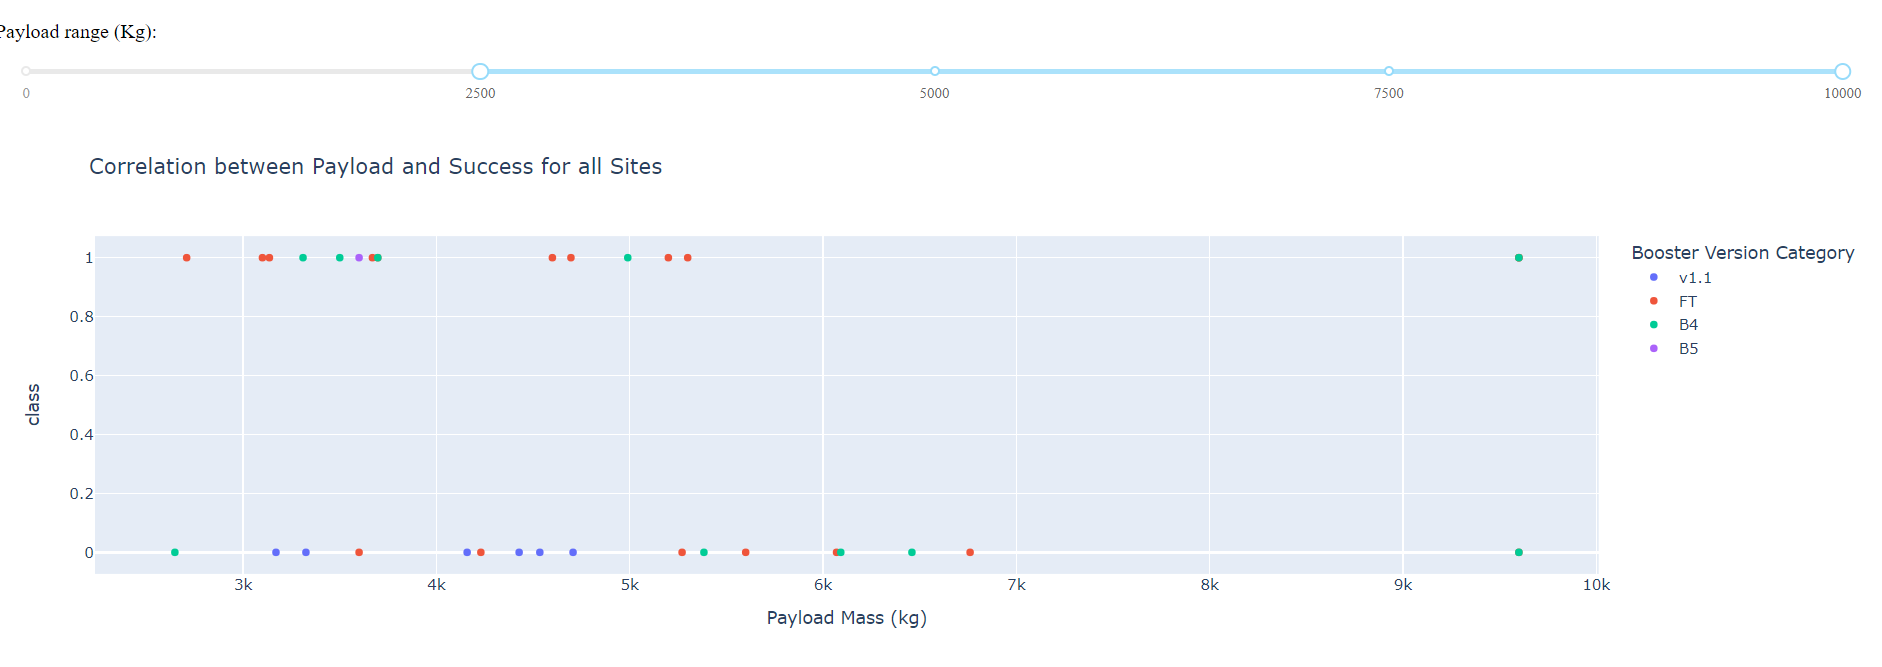 Payload range (Kg):
0 2500 5000 7500 10000
Correlation between Payload and Success for all Sites
Booster Version Category
v1.1
FT
B4
B5
1
0.8
0.6
0.4
0.2
0
class
3k 4k 5k 6k 7k 8k 9k 10k
Payload Mass (kg)